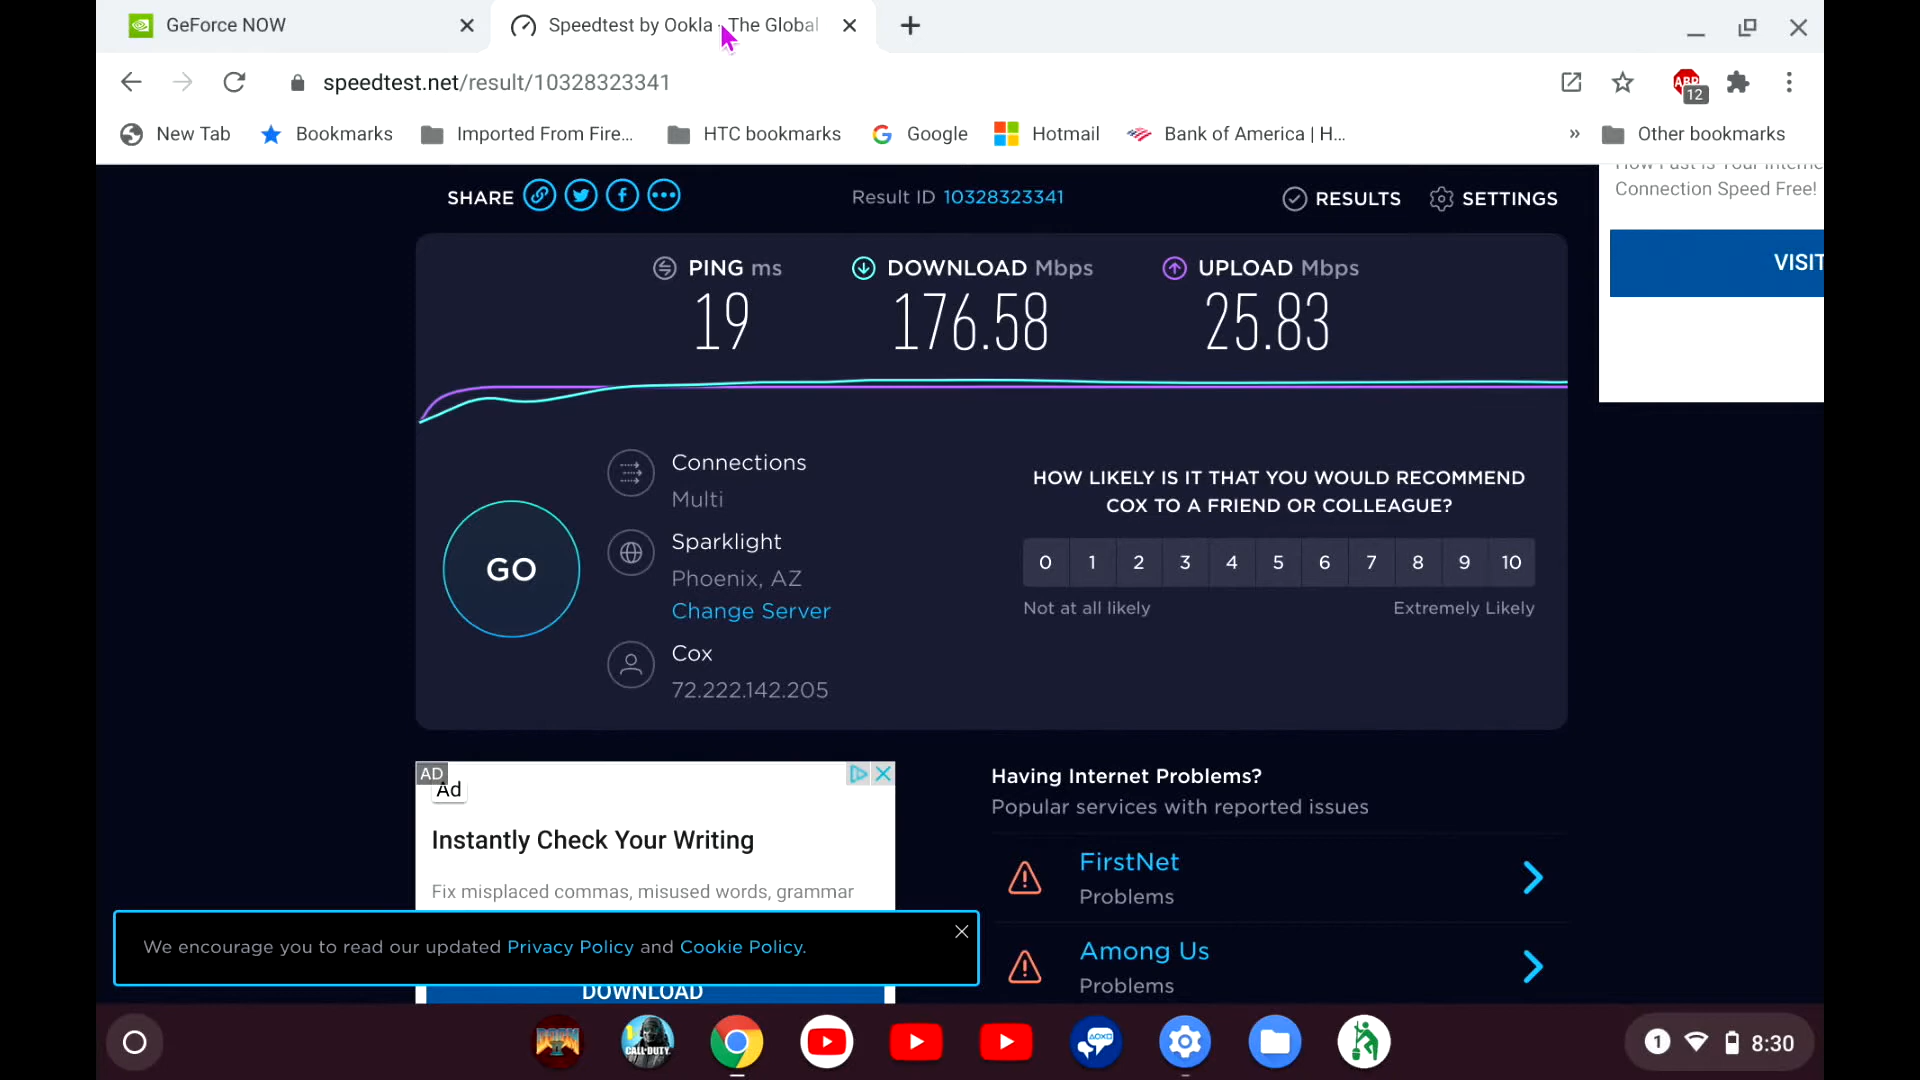 GeForce NOW
Speedtest by Ookla - The Global
speedtest.net/result/10328323341
ABP
12
New Tab
Bookmarks
Imported From Fire...
HTC bookmarks
Google
Hotmail
Bank of America | H...
»
Other bookmarks
SHARE
Result ID 10328323341
RESULTS
SETTINGS
Connection Speed Free!
VISIT
PING ms
19
DOWNLOAD Mbps
176.58
UPLOAD Mbps
25.83
GO
Connections
Multi
Sparklight
Phoenix, AZ
Change Server
Cox
72.222.142.205
HOW LIKELY IS IT THAT YOU WOULD RECOMMEND
COX TO A FRIEND OR COLLEAGUE?
0 1 2 3 4 5 6 7 8 9 10
Not at all likely
Extremely Likely
AD
Ad
Instantly Check Your Writing
Fix misplaced commas, misused words, grammar
DOWNLOAD
Having Internet Problems?
Popular services with reported issues
FirstNet
Problems
Among Us
Problems
We encourage you to read our updated Privacy Policy and Cookie Policy.
DOOM
CALL OF DUTY
1
8:30